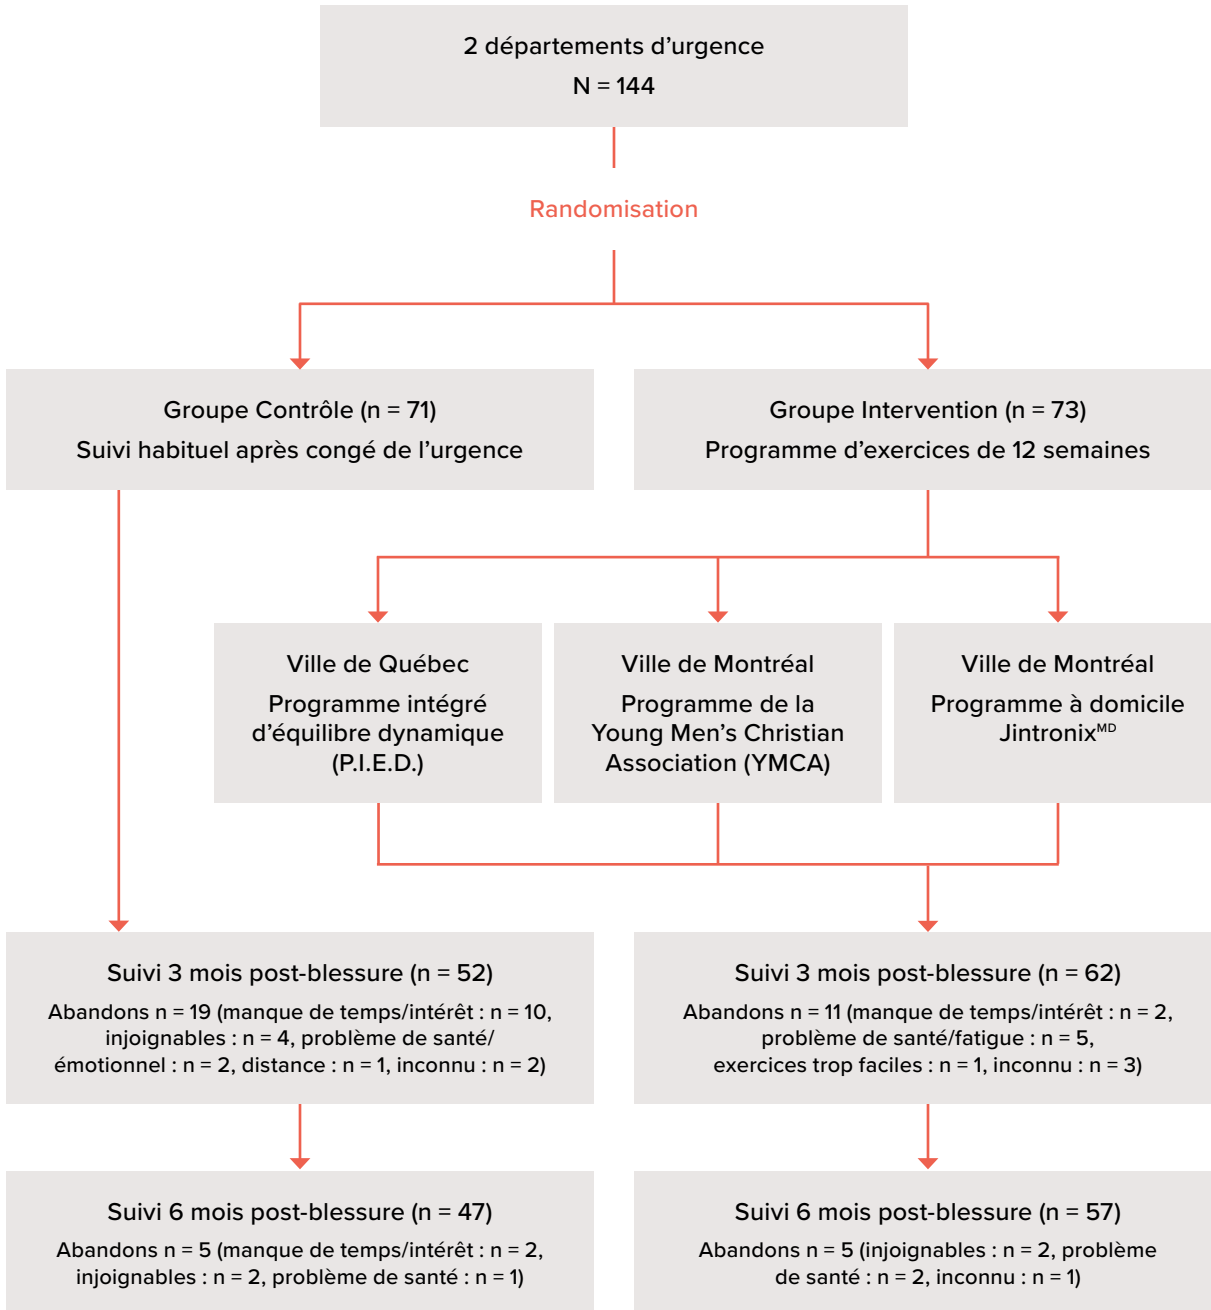 2 départements d’urgence
N = 144
Randomisation
Groupe Contrôle (n = 71)
Suivi habituel après congé de l’urgence
Groupe Intervention (n = 73)
Programme d’exercices de 12 semaines
Ville de Québec
Programme intégré
d’équilibre dynamique
(P.I.E.D.)
Ville de Montréal
Programme de la
Young Men’s Christian
Association (YMCA)
Ville de Montréal
Programme à domicile
Jintronixᴹᴰ
Suivi 3 mois post-blessure (n = 52)
Abandons n = 19 (manque de temps/intérêt : n = 10,
injoignables : n = 4, problème de santé/
émotionnel : n = 2, distance : n = 1, inconnu : n = 2)
Suivi 3 mois post-blessure (n = 62)
Abandons n = 11 (manque de temps/intérêt : n = 2,
problème de santé/fatigue : n = 5,
exercices trop faciles : n = 1, inconnu : n = 3)
Suivi 6 mois post-blessure (n = 47)
Abandons n = 5 (manque de temps/intérêt : n = 2,
injoignables : n = 2, problème de santé : n = 1)
Suivi 6 mois post-blessure (n = 57)
Abandons n = 5 (injoignables : n = 2, problème
de santé : n = 2, inconnu : n = 1)